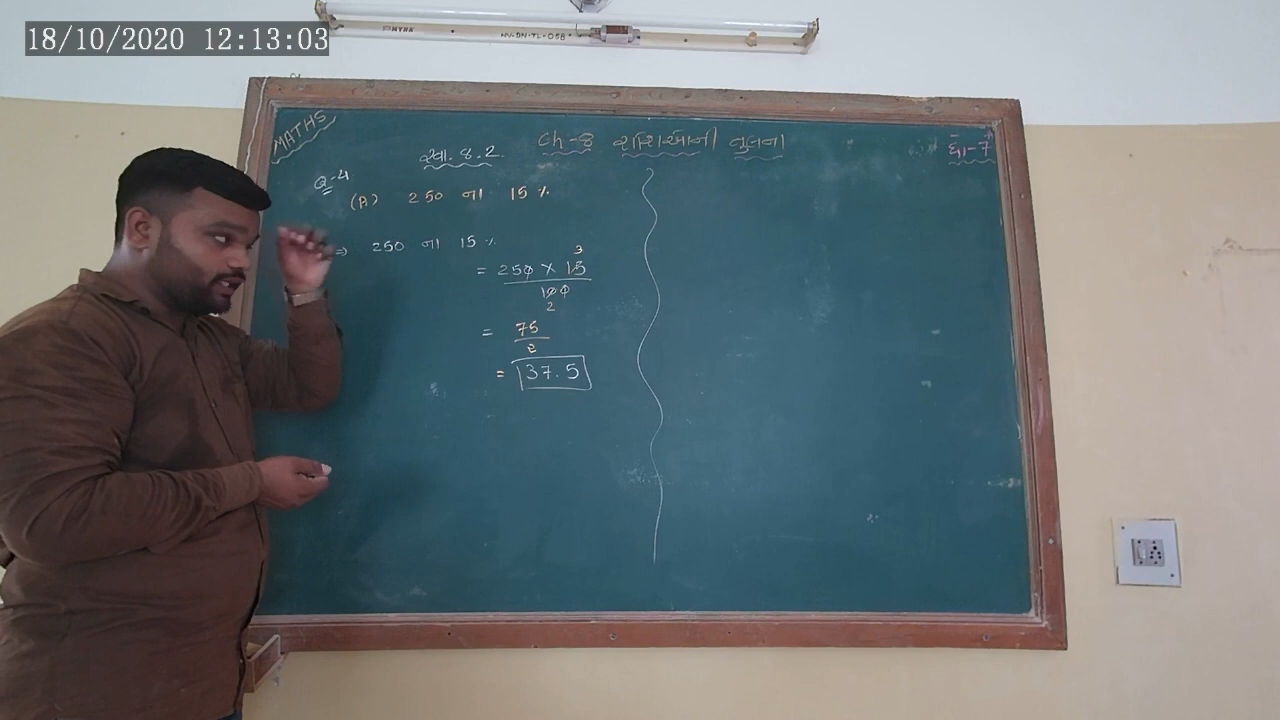 18/10/2020 12:13:03
MATHS
Ch-8 રાશિઓની તુલના
ધો-7
સ્વા. 8.2
Q-4
(A) 250 ના 15 %
⇒ 250 ના 15 %
3
= 250 × 15
100
2
= 75
2
= 37.5